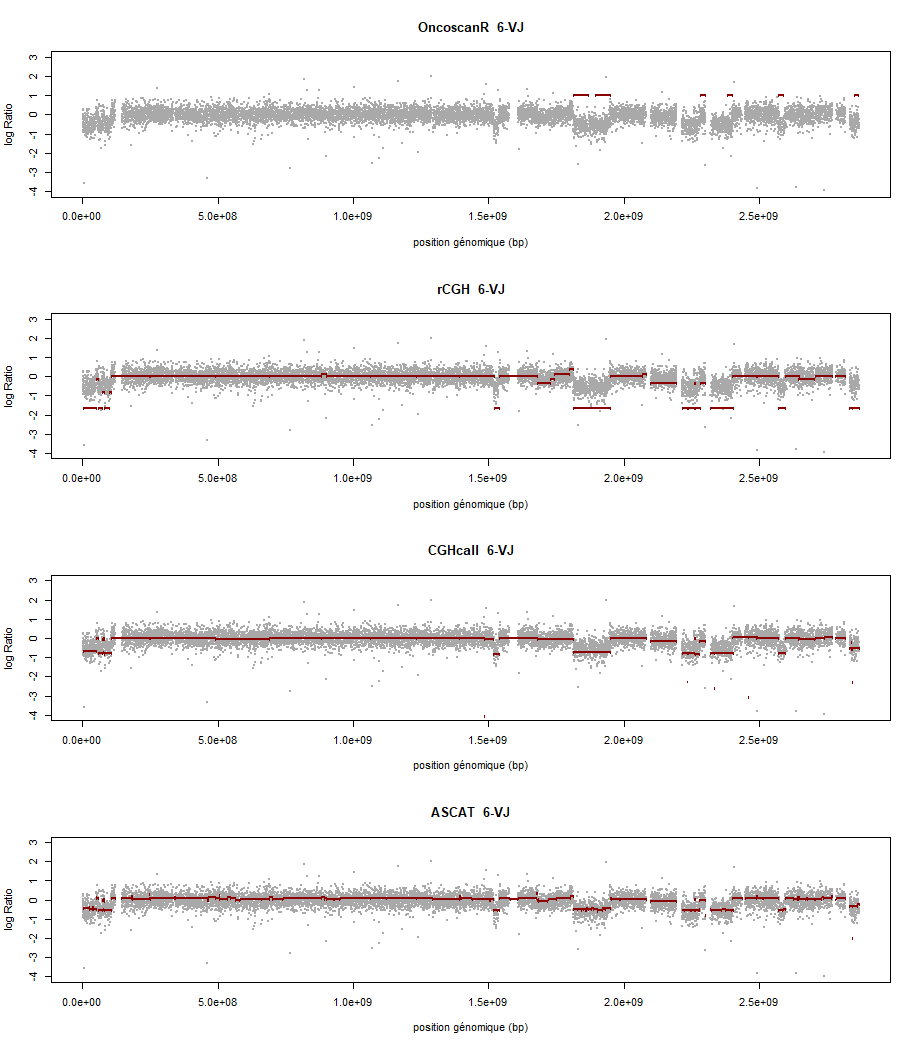 OncoscanR 6-VJ
log Ratio
3
2
1
0
-1
-2
-3
-4
0.0e+00 5.0e+08 1.0e+09 1.5e+09 2.0e+09 2.5e+09
position génomique (bp)
rCGH 6-VJ
log Ratio
3
2
1
0
-1
-2
-3
-4
0.0e+00 5.0e+08 1.0e+09 1.5e+09 2.0e+09 2.5e+09
position génomique (bp)
CGHcall 6-VJ
log Ratio
3
2
1
0
-1
-2
-3
-4
0.0e+00 5.0e+08 1.0e+09 1.5e+09 2.0e+09 2.5e+09
position génomique (bp)
ASCAT 6-VJ
log Ratio
3
2
1
0
-1
-2
-3
-4
0.0e+00 5.0e+08 1.0e+09 1.5e+09 2.0e+09 2.5e+09
position génomique (bp)